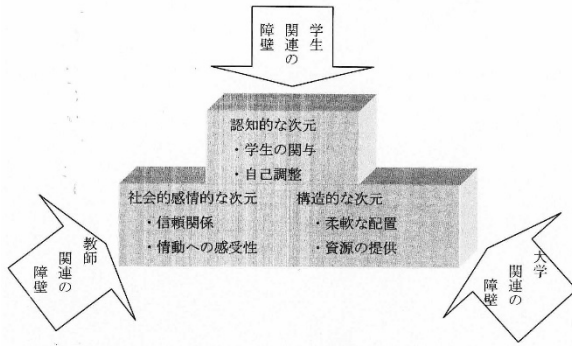 学生
関連の
障壁
認知的な次元
・学生の関与
・自己調整
社会的感情的な次元
・信頼関係
・情動への感受性
構造的な次元
・柔軟な配置
・資源の提供
教師
関連の
障壁
大学
関連の
障壁